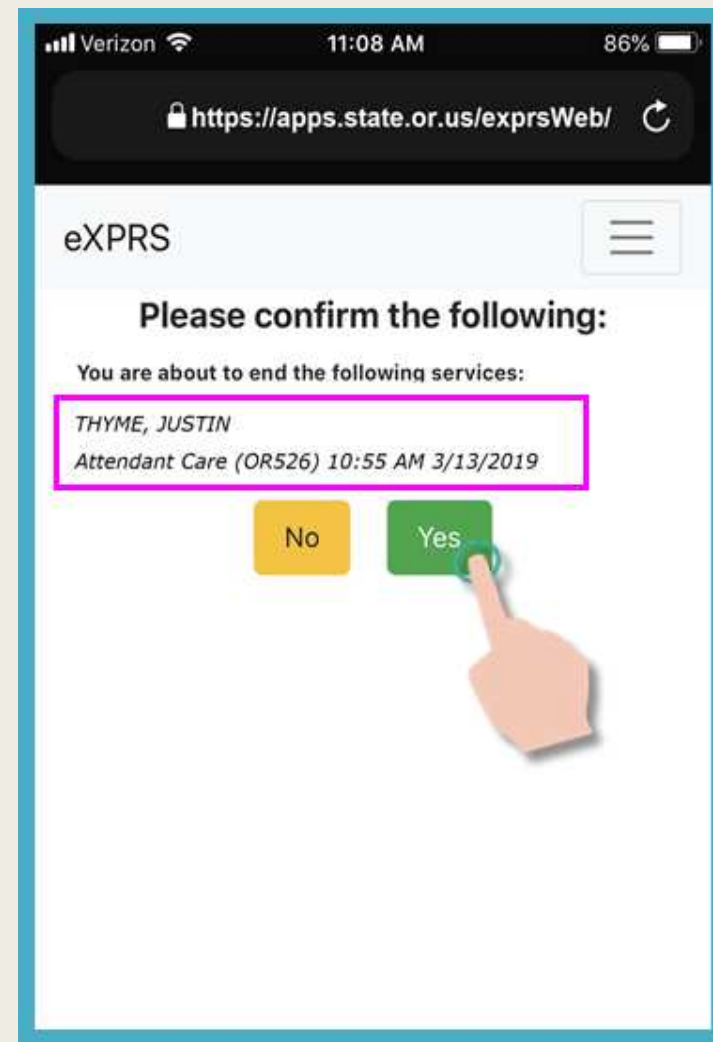 Verizon 11:08 AM 86%
https://apps.state.or.us/exprsWeb/
eXPRS
Please confirm the following:
You are about to end the following services:
THYME, JUSTIN
Attendant Care (OR526) 10:55 AM 3/13/2019
No Yes